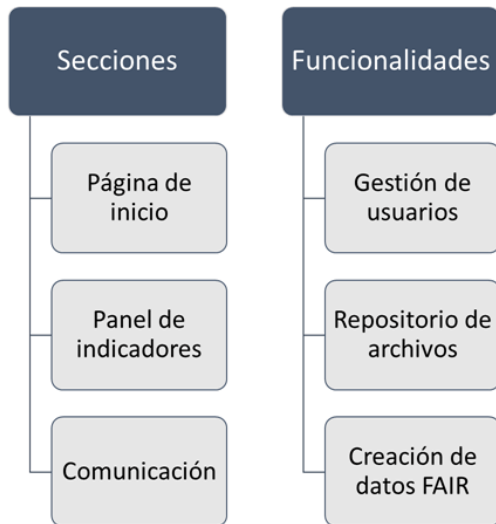 Secciones
Página de
inicio
Panel de
indicadores
Comunicación
Funcionalidades
Gestión de
usuarios
Repositorio de
archivos
Creación de
datos FAIR